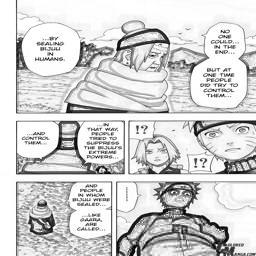 NO
ONE
COULD...
IN THE
END...
BUT AT
ONE TIME
PEOPLE
DID TRY TO
CONTROL
THEM...
...BY
SEALING
BIJUU
IN
HUMANS.
!?
!?
IN
THAT WAY,
PEOPLE
TRIED TO
SUPPRESS
THE BIJUU'S
EXTREME
POWERS...
...AND
CONTROL
THEM...
AND
PEOPLE
IN WHOM
BIJUU WERE
SEALED...
...LIKE
GAARA,
ARE
CALLED...